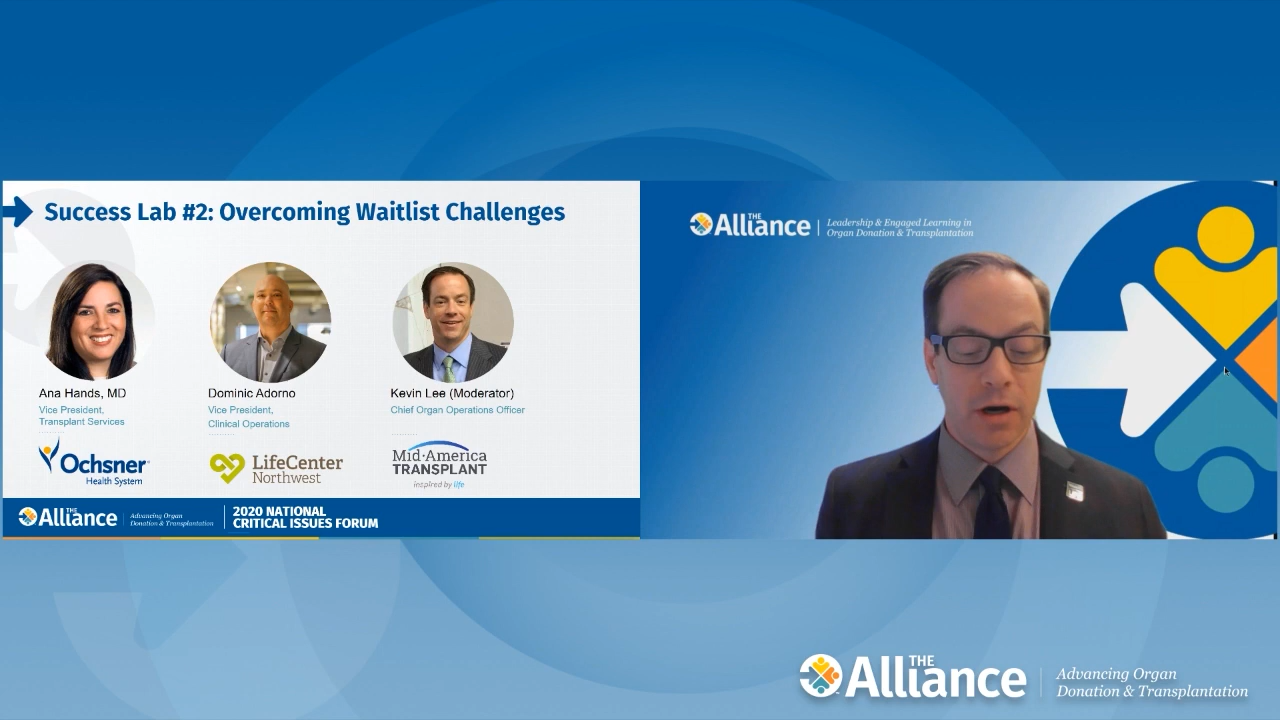 Success Lab #2: Overcoming Waitlist Challenges
Ana Hands, MD
Vice President,
Transplant Services
Ochsner
Health System
Dominic Adorno
Vice President,
Clinical Operations
LifeCenter
Northwest
Kevin Lee (Moderator)
Chief Organ Operations Officer
Mid-America
TRANSPLANT
inspired by life
THE
Alliance
Advancing Organ
Donation & Transplantation
2020 NATIONAL
CRITICAL ISSUES FORUM
THE
Alliance
Leadership & Engaged Learning in
Organ Donation & Transplantation
THE
Alliance
Advancing Organ
Donation & Transplantation